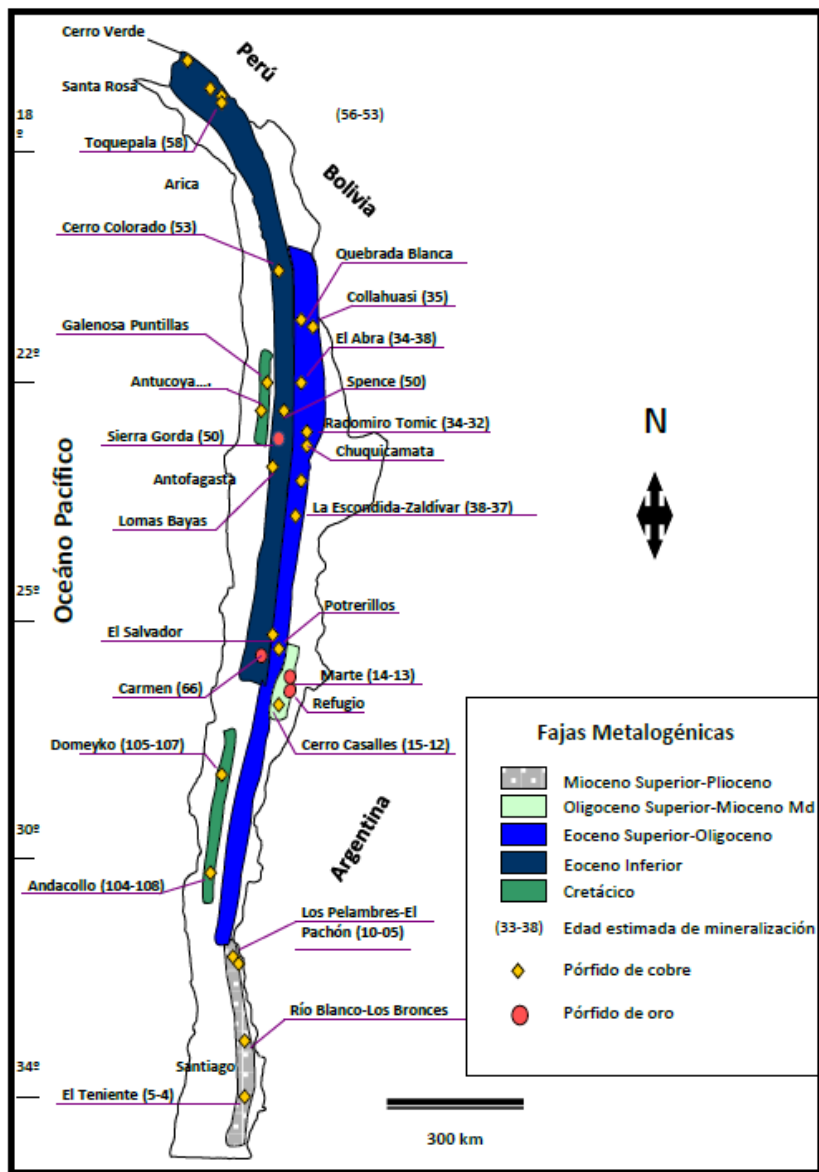 Cerro Verde
Perú
Santa Rosa
18
º
(56-53)
Toquepala (58)
Bolivia
Arica
Cerro Colorado (53)
Quebrada Blanca
Collahuasi (35)
Galenosa Puntillas
El Abra (34-38)
22º
Antucoya....
Spence (50)
Radomiro Tomic (34-32)
N
Sierra Gorda (50)
Chuquicamata
Antofagasta
La Escondida-Zaldívar (38-37)
Lomas Bayas
Oceáno Pacífico
25º
Potrerillos
El Salvador
Marte (14-13)
Carmen (66)
Refugio
Domeyko (105-107)
Cerro Casalles (15-12)
30º
Argentina
Andacollo (104-108)
Los Pelambres-El
Pachón (10-05)
Río Blanco-Los Bronces
34º
Santiago
El Teniente (5-4)
300 km
Fajas Metalogénicas
Mioceno Superior-Plioceno
Oligoceno Superior-Mioceno Md
Eoceno Superior-Oligoceno
Eoceno Inferior
Cretácico
(33-38) Edad estimada de mineralización
Pórfido de cobre
Pórfido de oro